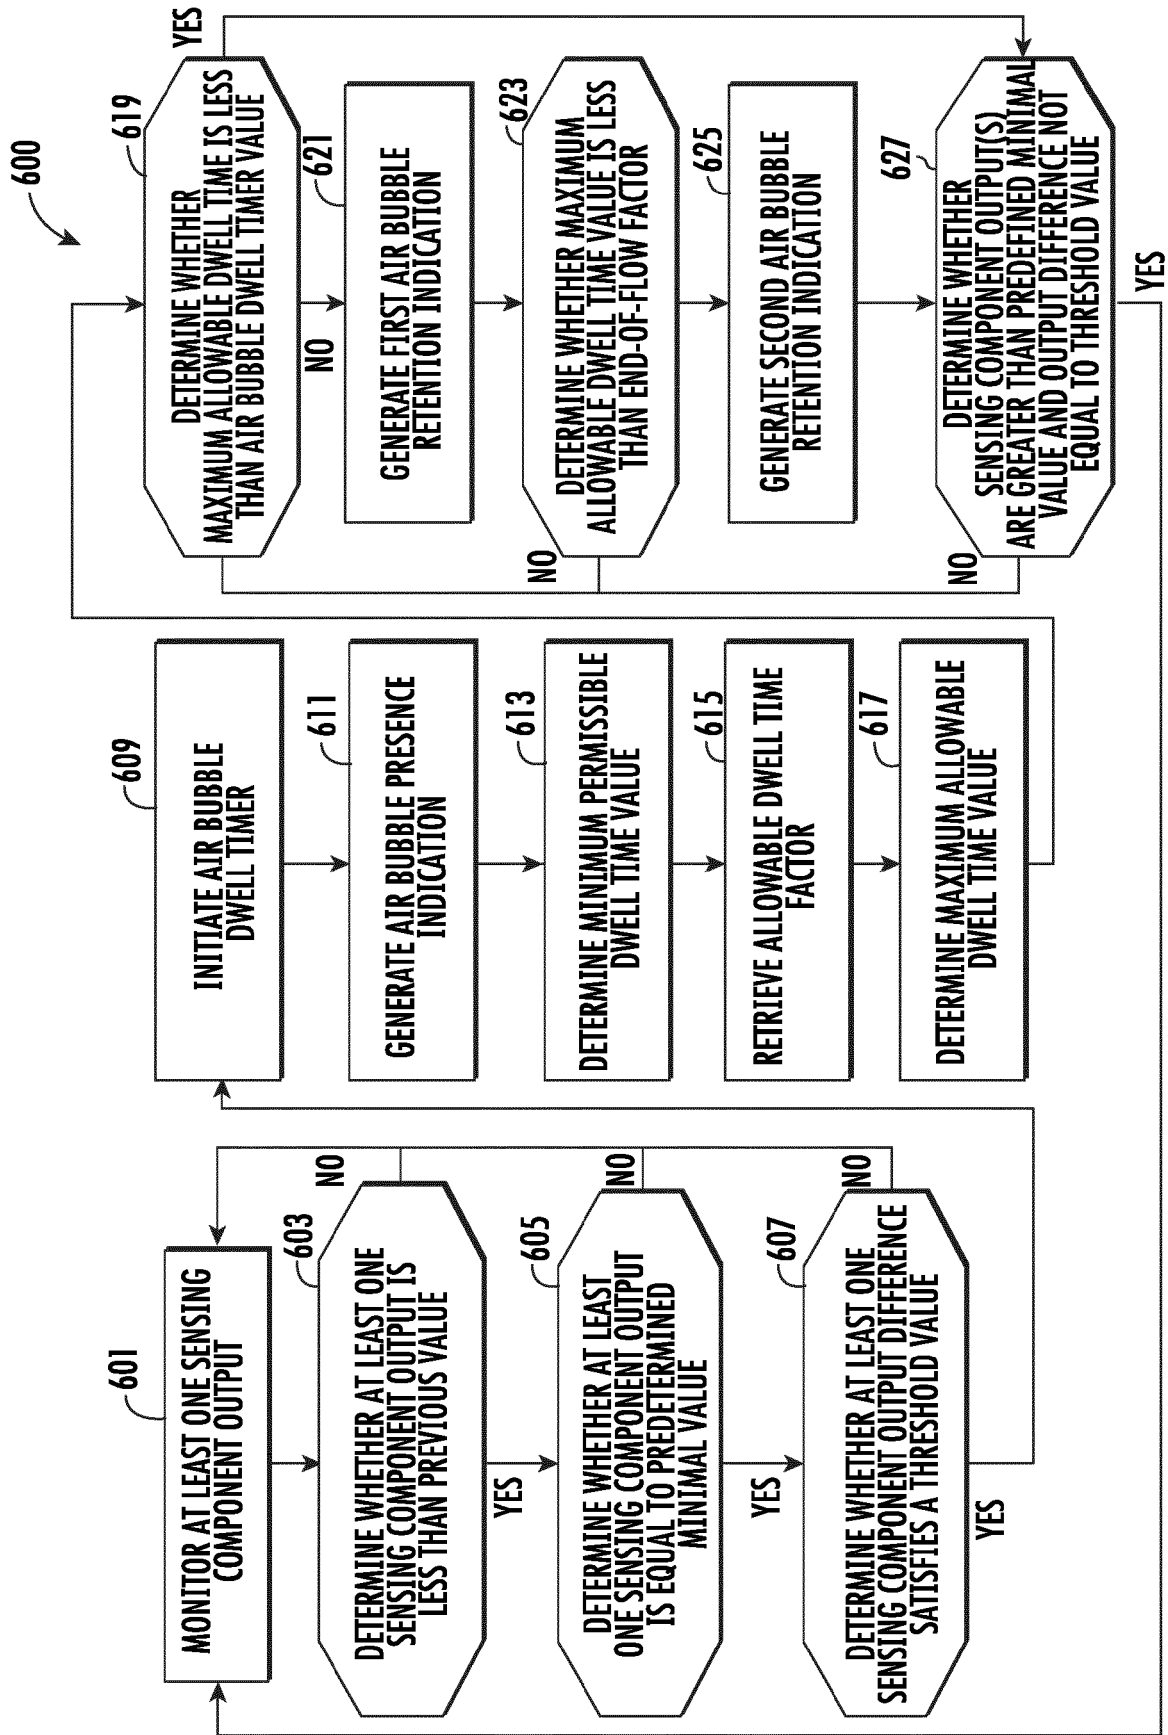 600
601
MONITOR AT LEAST ONE SENSING
COMPONENT OUTPUT
603
DETERMINE WHETHER AT LEAST ONE
SENSING COMPONENT OUTPUT IS
LESS THAN PREVIOUS VALUE
NO
YES
605
DETERMINE WHETHER AT LEAST
ONE SENSING COMPONENT OUTPUT
IS EQUAL TO PREDETERMINED
MINIMAL VALUE
NO
YES
607
DETERMINE WHETHER AT LEAST ONE
SENSING COMPONENT OUTPUT DIFFERENCE
SATISFIES A THRESHOLD VALUE
NO
YES
609
INITIATE AIR BUBBLE
DWELL TIMER
611
GENERATE AIR BUBBLE PRESENCE
INDICATION
613
DETERMINE MINIMUM PERMISSIBLE
DWELL TIME VALUE
615
RETRIEVE ALLOWABLE DWELL TIME
FACTOR
617
DETERMINE MAXIMUM ALLOWABLE
DWELL TIME VALUE
619
DETERMINE WHETHER
MAXIMUM ALLOWABLE DWELL TIME IS LESS
THAN AIR BUBBLE DWELL TIMER VALUE
YES
NO
621
GENERATE FIRST AIR BUBBLE
RETENTION INDICATION
623
DETERMINE WHETHER MAXIMUM
ALLOWABLE DWELL TIME VALUE IS LESS
THAN END-OF-FLOW FACTOR
NO
625
GENERATE SECOND AIR BUBBLE
RETENTION INDICATION
627
DETERMINE WHETHER
SENSING COMPONENT OUTPUT(S)
ARE GREATER THAN PREDEFINED MINIMAL
VALUE AND OUTPUT DIFFERENCE NOT
EQUAL TO THRESHOLD VALUE
NO
YES